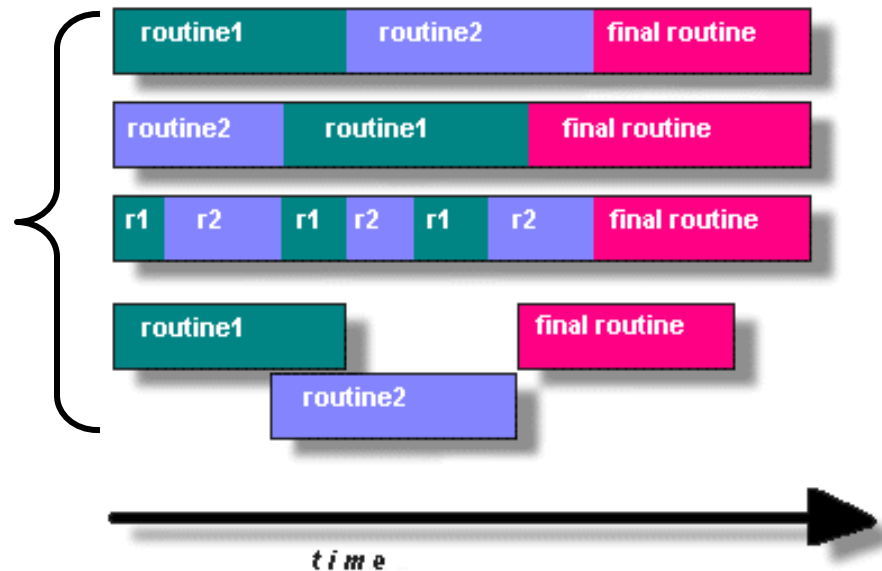 routine1 routine2 final routine
routine2 routine1 final routine
r1 r2 r1 r2 r1 r2 final routine
routine1 final routine
routine2
time